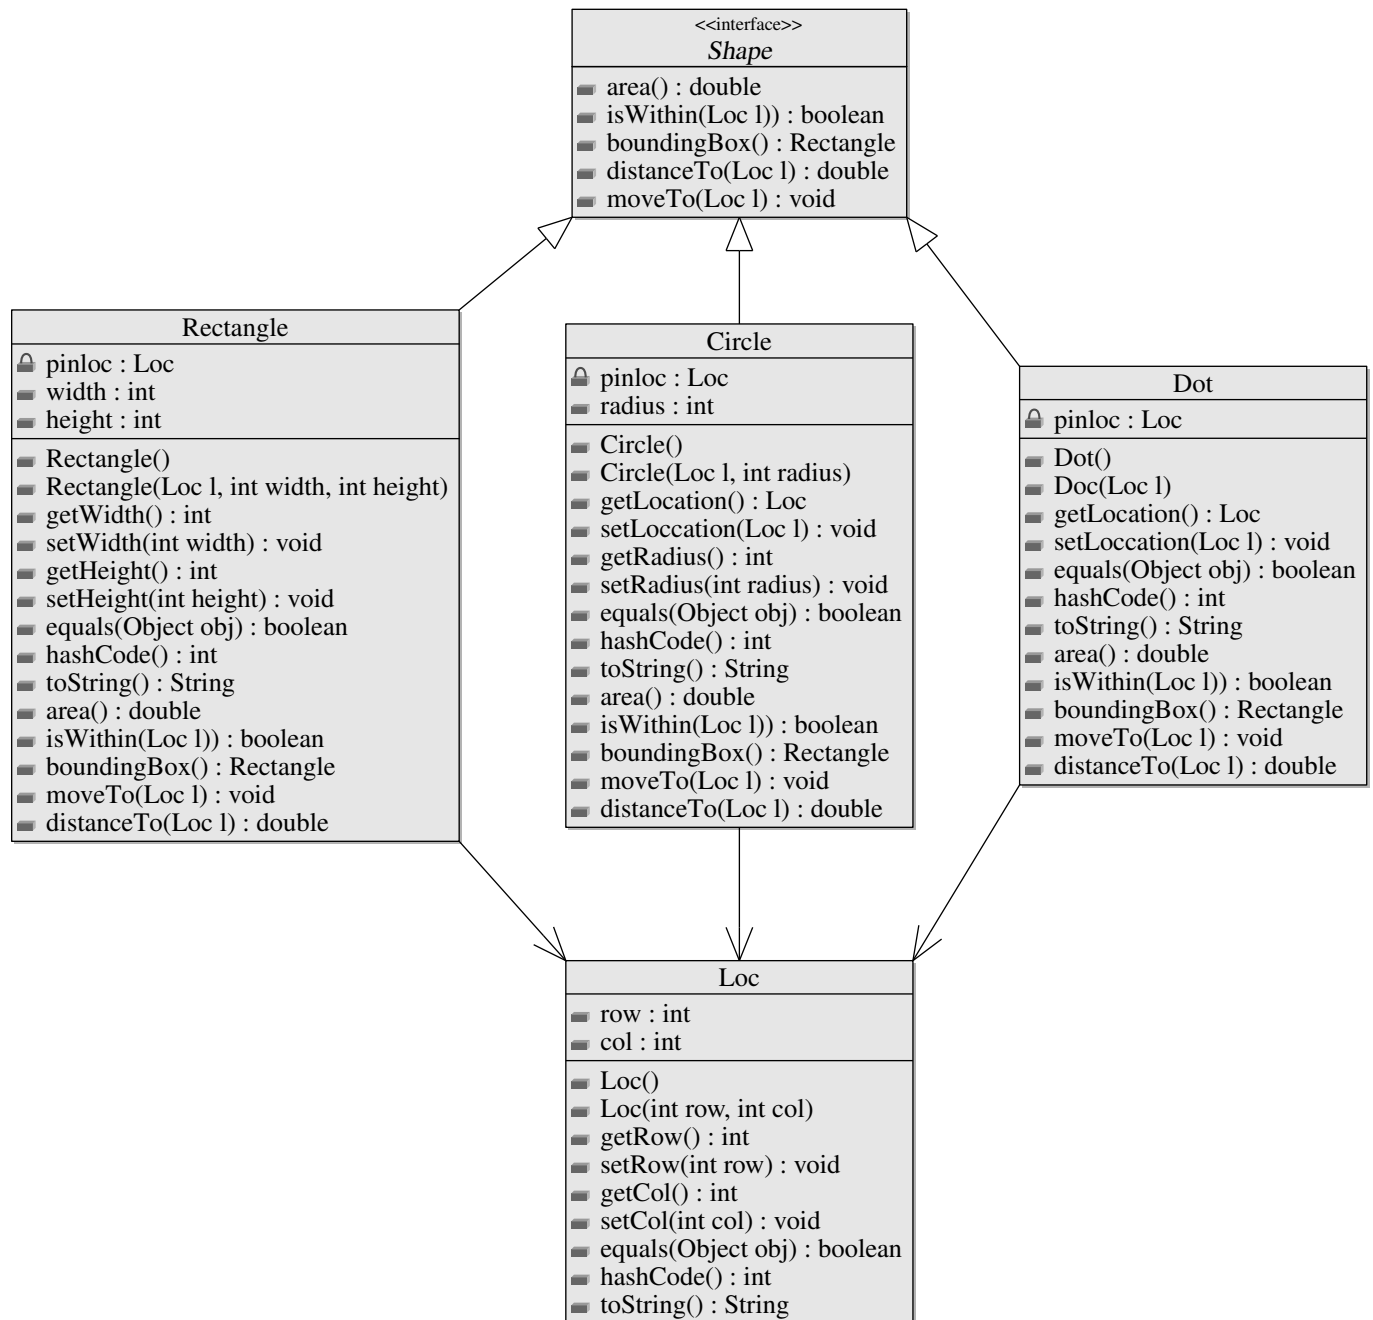 <<interface>>
Shape
area() : double
isWithin(Loc l)) : boolean
boundingBox() : Rectangle
distanceTo(Loc l) : double
moveTo(Loc l) : void
Rectangle
pinloc : Loc
width : int
height : int
Rectangle()
Rectangle(Loc l, int width, int height)
getWidth() : int
setWidth(int width) : void
getHeight() : int
setHeight(int height) : void
equals(Object obj) : boolean
hashCode() : int
toString() : String
area() : double
isWithin(Loc l)) : boolean
boundingBox() : Rectangle
moveTo(Loc l) : void
distanceTo(Loc l) : double
Circle
pinloc : Loc
radius : int
Circle()
Circle(Loc l, int radius)
getLocation() : Loc
setLoccation(Loc l) : void
getRadius() : int
setRadius(int radius) : void
equals(Object obj) : boolean
hashCode() : int
toString() : String
area() : double
isWithin(Loc l)) : boolean
boundingBox() : Rectangle
moveTo(Loc l) : void
distanceTo(Loc l) : double
Dot
pinloc : Loc
Dot()
Doc(Loc l)
getLocation() : Loc
setLoccation(Loc l) : void
equals(Object obj) : boolean
hashCode() : int
toString() : String
area() : double
isWithin(Loc l)) : boolean
boundingBox() : Rectangle
moveTo(Loc l) : void
distanceTo(Loc l) : double
Loc
row : int
col : int
Loc()
Loc(int row, int col)
getRow() : int
setRow(int row) : void
getCol() : int
setCol(int col) : void
equals(Object obj) : boolean
hashCode() : int
toString() : String